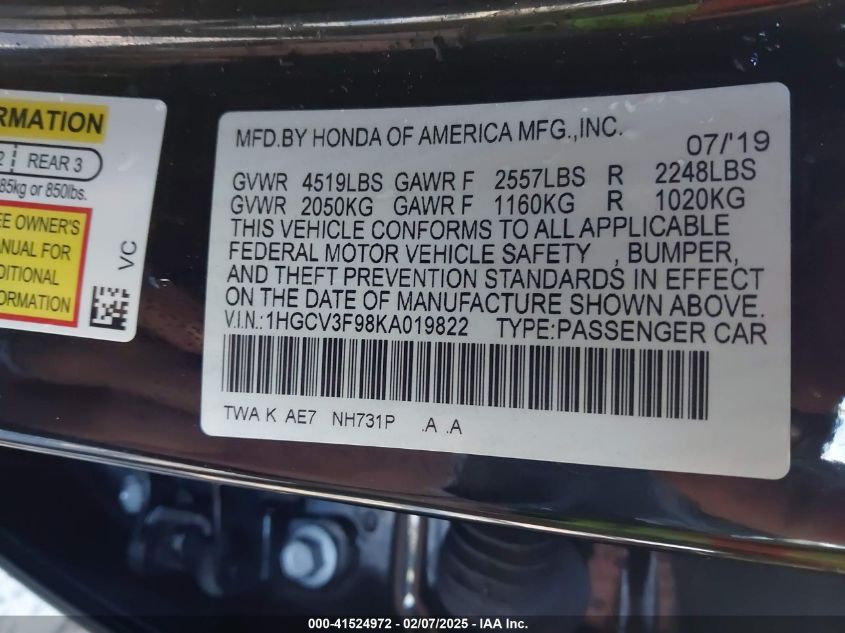 RMATION
2 REAR 3
85kg or 850lbs.
EE OWNER'S
ANUAL FOR
DITIONAL
FORMATION
VC
MFD.BY HONDA OF AMERICA MFG.,INC.
07/'19
GVWR 4519LBS GAWR F 2557LBS R 2248LBS
GVWR 2050KG GAWR F 1160KG R 1020KG
THIS VEHICLE CONFORMS TO ALL APPLICABLE
FEDERAL MOTOR VEHICLE SAFETY , BUMPER,
AND THEFT PREVENTION STANDARDS IN EFFECT
ON THE DATE OF MANUFACTURE SHOWN ABOVE.
V.I.N.:1HGCV3F98KA019822 TYPE:PASSENGER CAR
TWA K AE7 NH731P .A .A
000-41524972 - 02/07/2025 - IAA Inc.